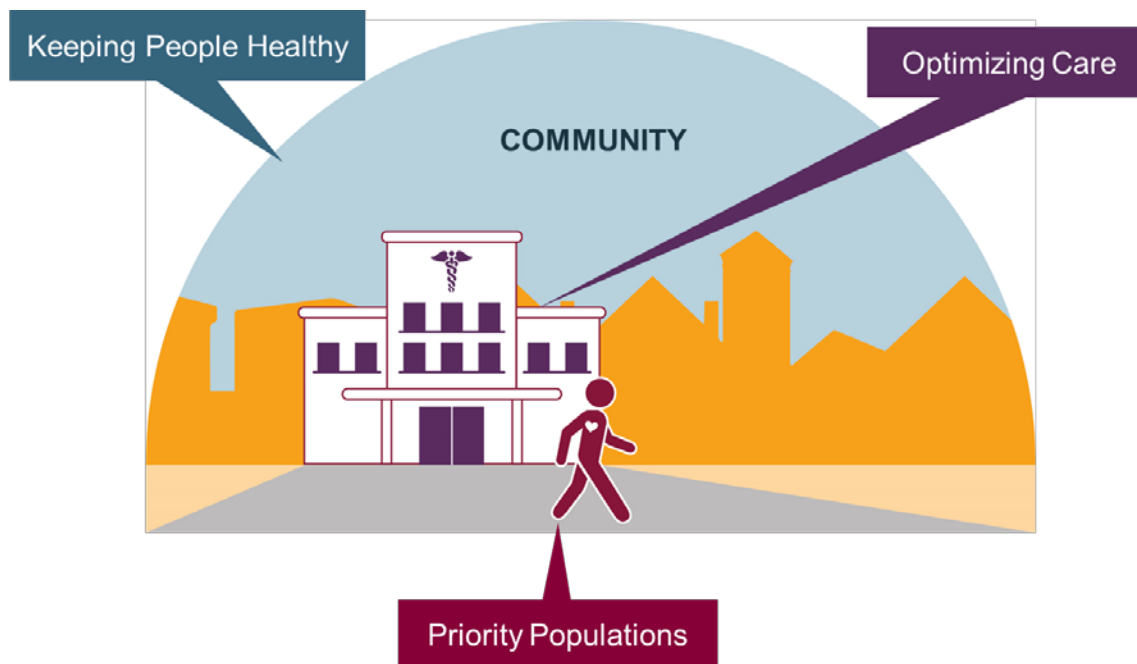 Keeping People Healthy
Optimizing Care
COMMUNITY
Priority Populations